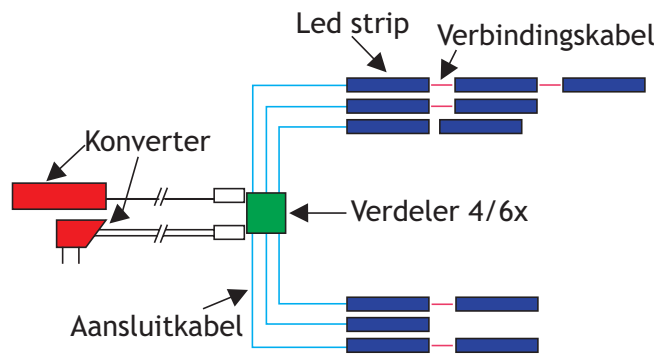 Led strip
Verbindingskabel
Konverter
Verdeler 4/6x
Aansluitkabel